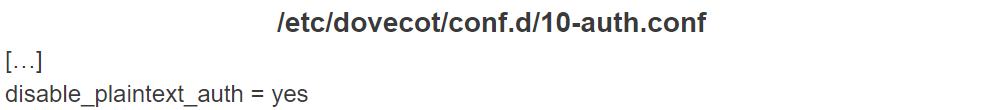 /etc/dovecot/conf.d/10-auth.conf
[…]
disable_plaintext_auth = yes